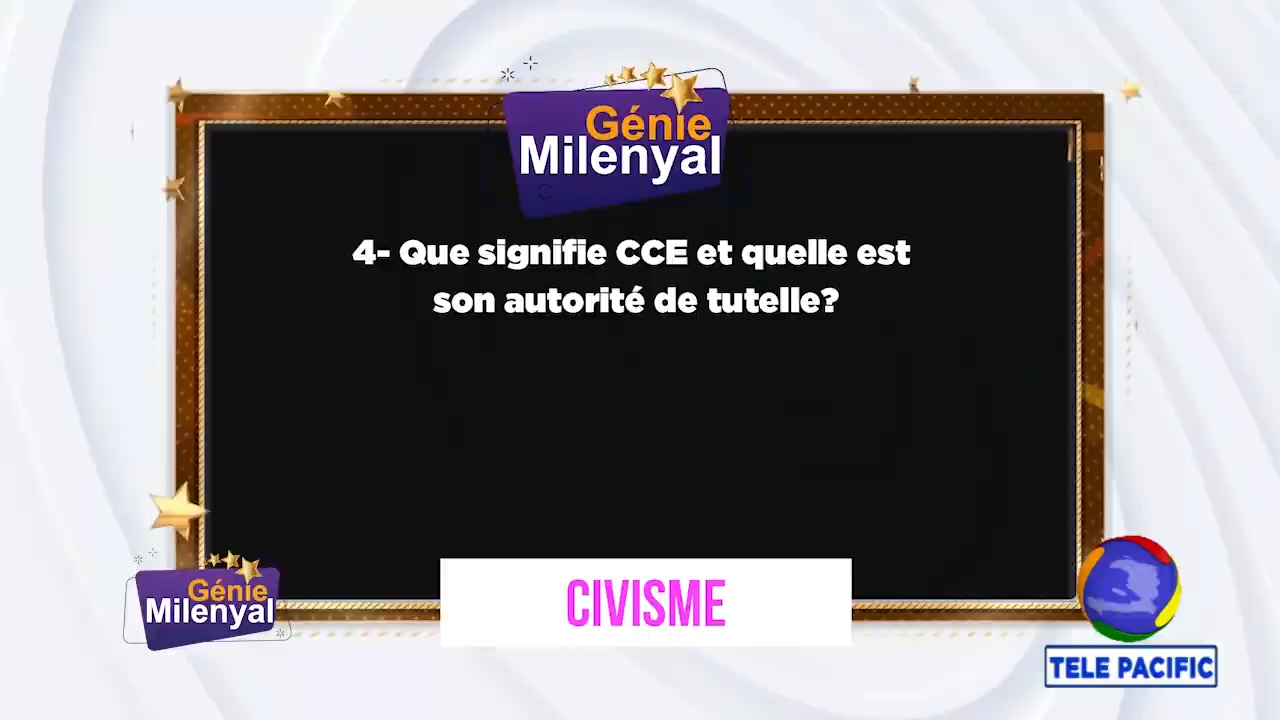 Génie
Milenyal
4- Que signifie CCE et quelle est
son autorité de tutelle?
Génie
Milenyal
CIVISME
TELE PACIFIC